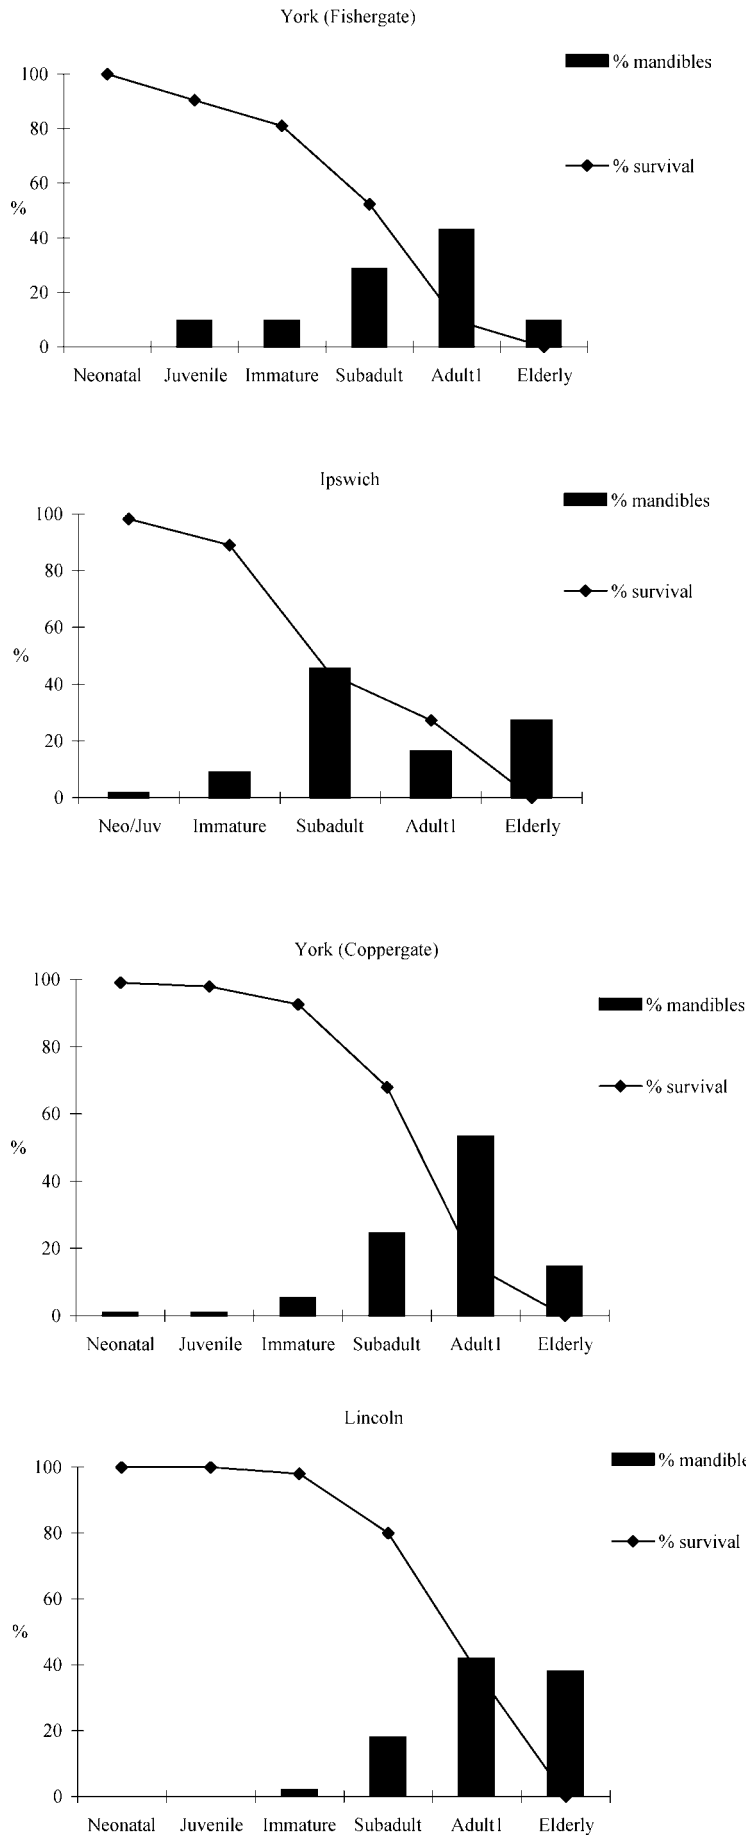 York (Fishergate)
% mandibles
% survival
100
80
60
%
40
20
0
Neonatal Juvenile Immature Subadult Adult1 Elderly
Ipswich
% mandibles
% survival
100
80
60
%
40
20
0
Neo/Juv Immature Subadult Adult1 Elderly
York (Coppergate)
% mandibles
% survival
100
80
60
%
40
20
0
Neonatal Juvenile Immature Subadult Adult1 Elderly
Lincoln
% mandible
% survival
100
80
60
%
40
20
0
Neonatal Juvenile Immature Subadult Adult1 Elderly